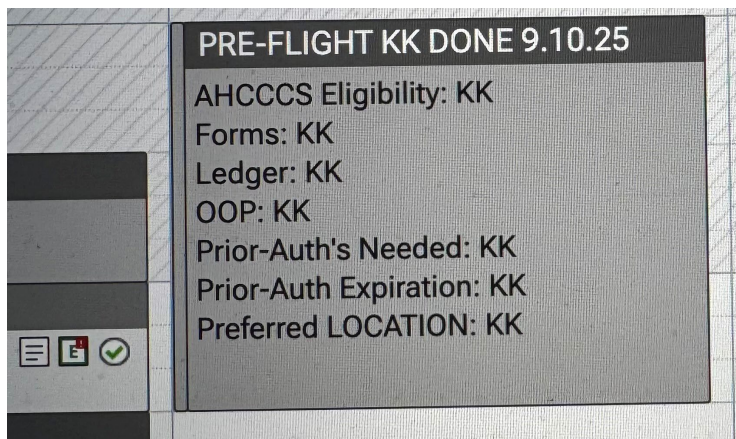 PRE-FLIGHT KK DONE 9.10.25
AHCCCS Eligibility: KK
Forms: KK
Ledger: KK
OOP: KK
Prior-Auth's Needed: KK
Prior-Auth Expiration: KK
Preferred LOCATION: KK
E